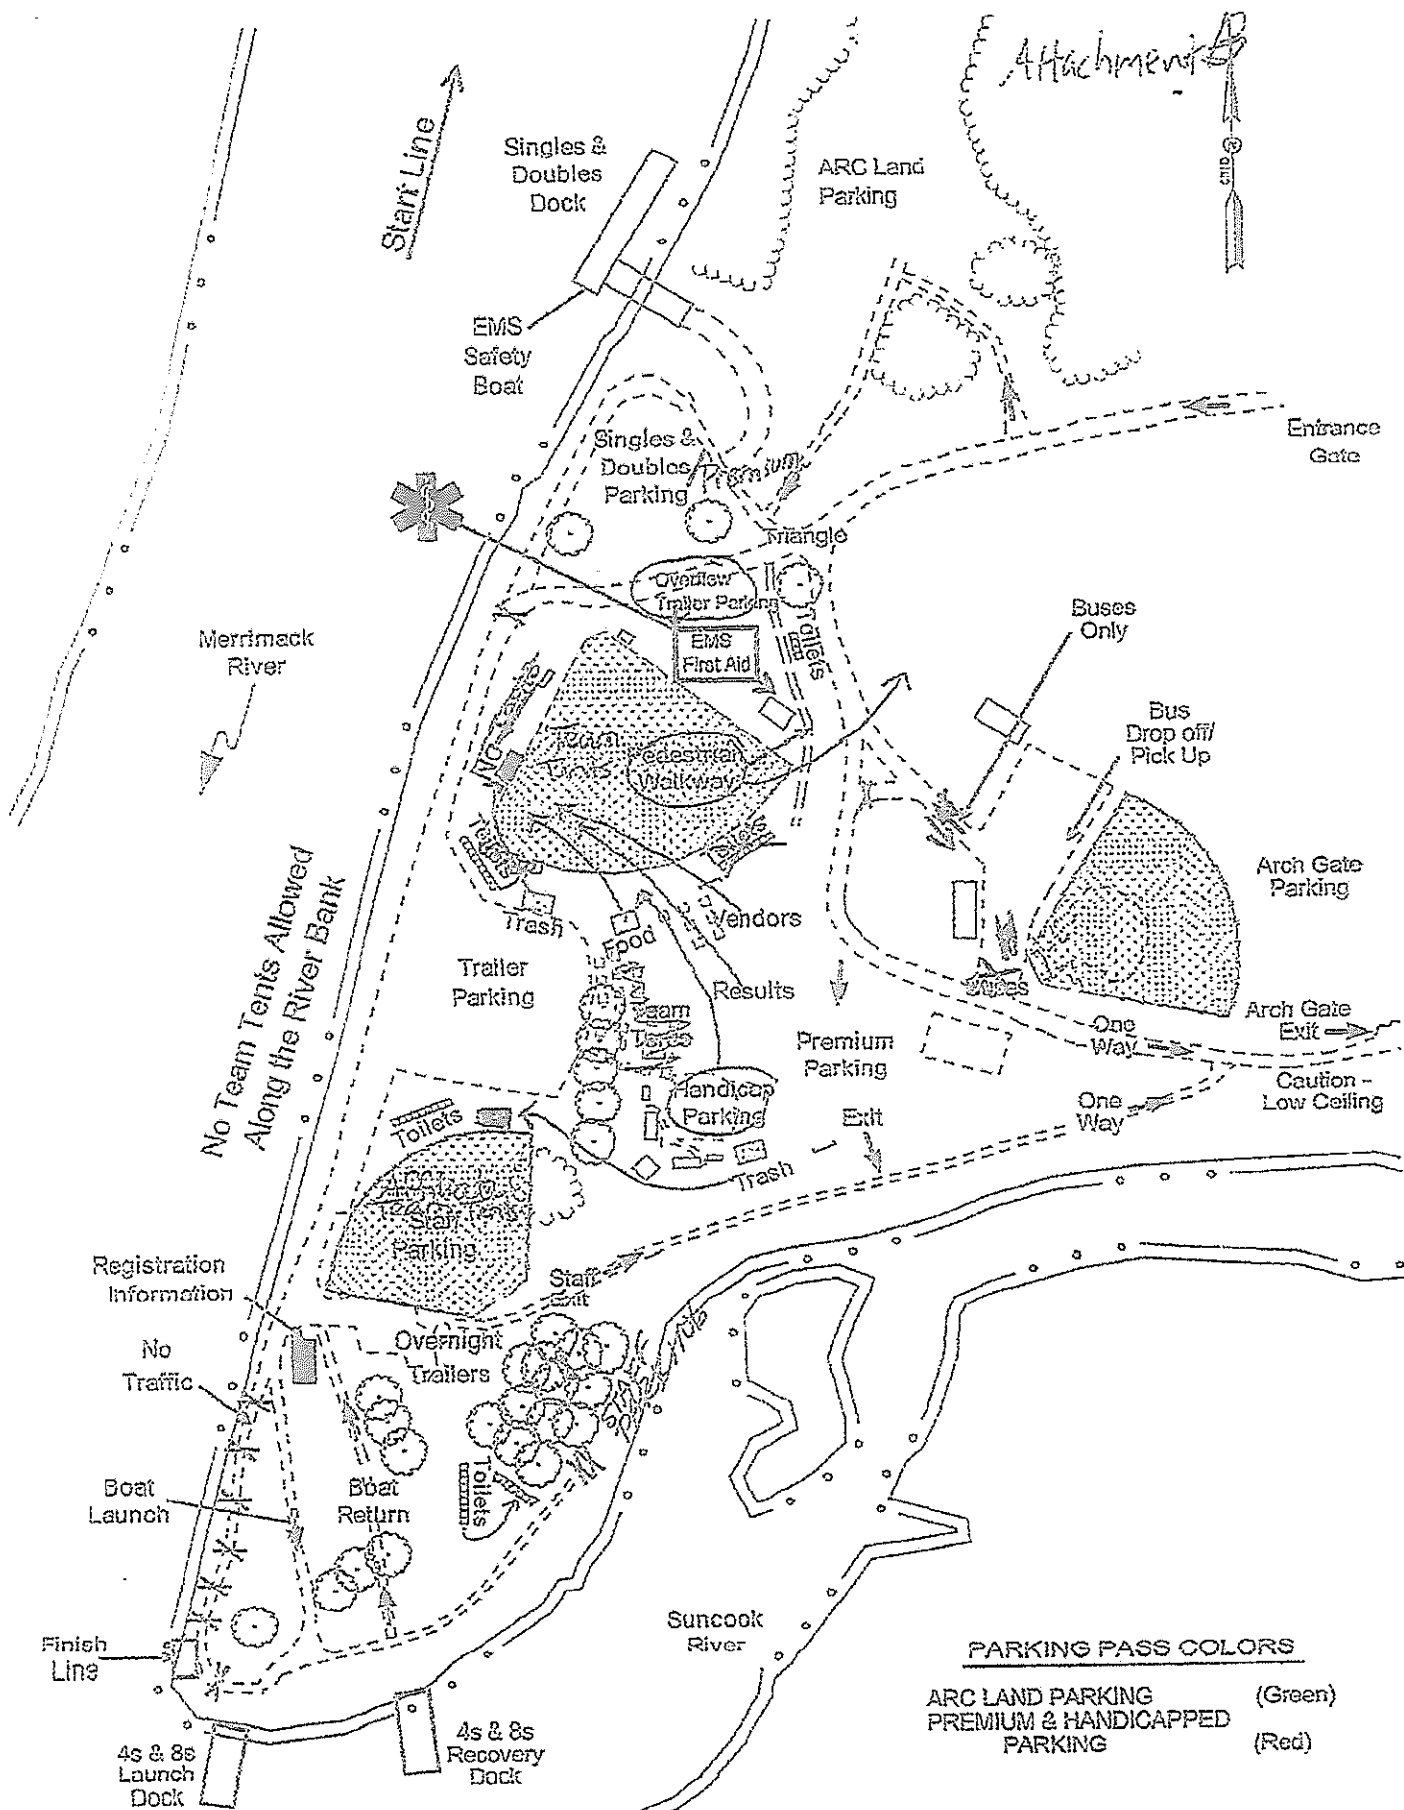 Attachment
Start Line
Singles &
Doubles
Dock
ARC Land
Parking
GRID
N
EMS
Safety
Boat
Singles &
Doubles
Parking
Premium
Entrance
Gate
Triangle
Overflow
Trailer Parking
Toilets
EMS
First Aid
Buses
Only
Merrimack
River
Bus
Drop off/
Pick Up
No
Team
Pedestrian
Walkway
Toilets
Arch Gate
Parking
No Team Tents Allowed
Along the River Bank
Trash
Food
Vendors
Trailer
Parking
Results
Buses
Team
Premium
Parking
One
Way
Arch Gate
Exit
Handicap
Parking
Caution -
Low Ceiling
Toilets
Exit
One
Way
Trash
Staff
Parking
Registration
Information
Staff
Exit
No
Traffic
Overnight
Trailers
Boat
Launch
Boat
Return
Toilets
Finish
Line
Suncook
River
4s & 8s
Launch
Dock
4s & 8s
Recovery
Dock
PARKING PASS COLORS
ARC LAND PARKING (Green)
PREMIUM & HANDICAPPED
PARKING (Red)